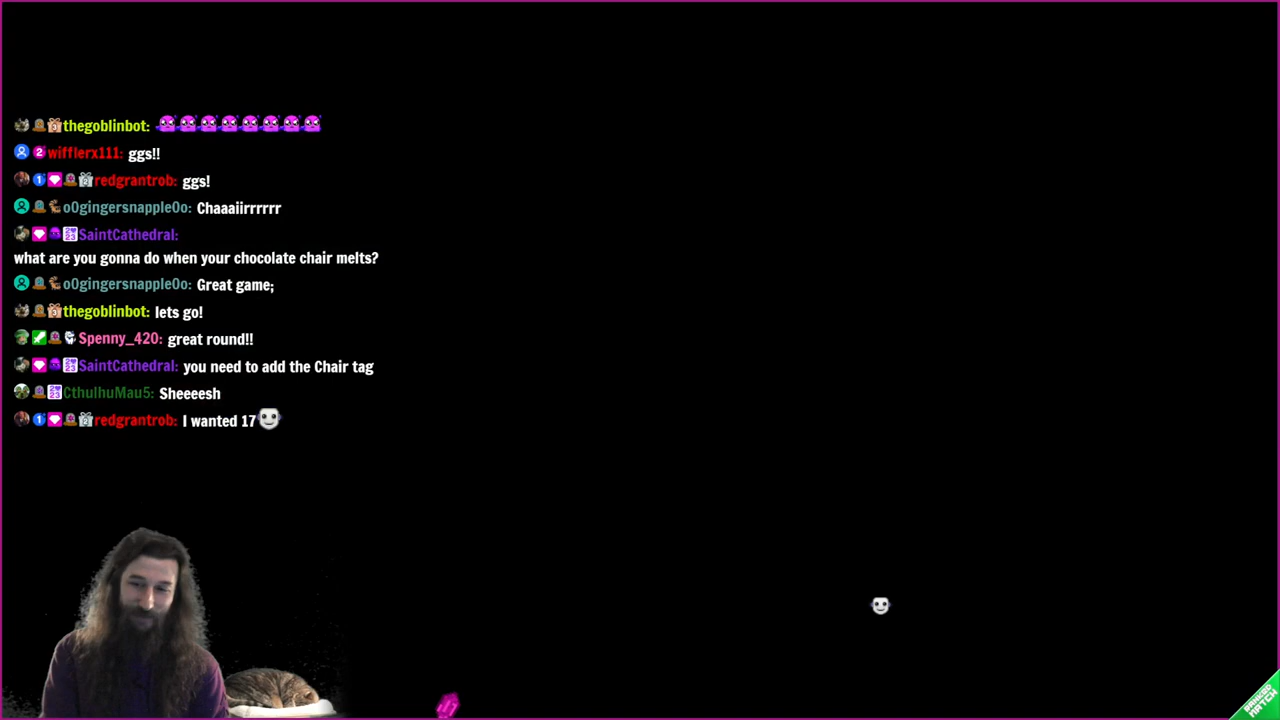 thegoblinbot:
wifflerx111: ggs!!
redgrantrob: ggs!
o0gingersnapple0o: Chaaaiirrrrrr
SaintCathedral:
what are you gonna do when your chocolate chair melts?
o0gingersnapple0o: Great game;
thegoblinbot: lets go!
Spenny_420: great round!!
SaintCathedral: you need to add the Chair tag
CthulhuMau5: Sheeeesh
redgrantrob: I wanted 17
RANKED
MATCH